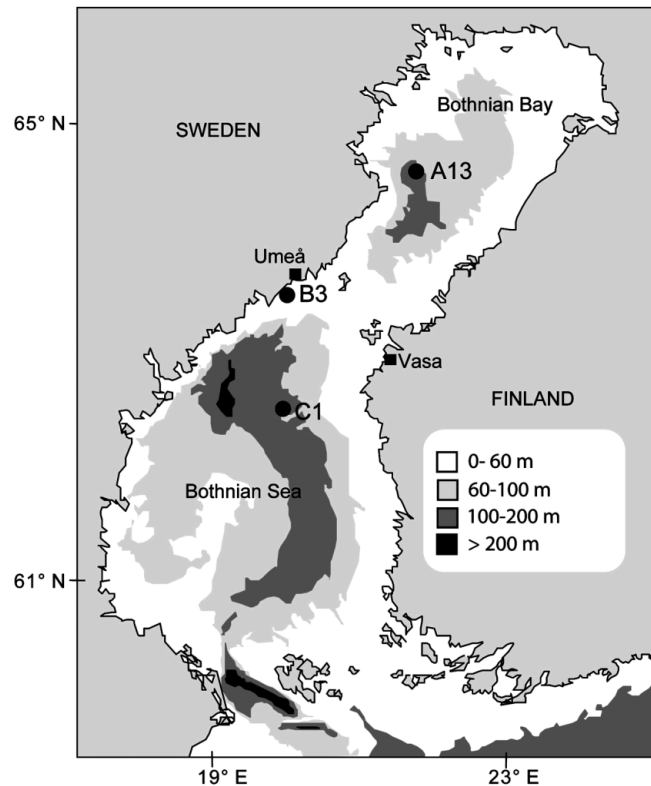 65° N
SWEDEN
Bothnian Bay
A13
Umeå
B3
Vasa
FINLAND
C1
0- 60 m
60-100 m
100-200 m
> 200 m
Bothnian Sea
61° N
19° E
23° E